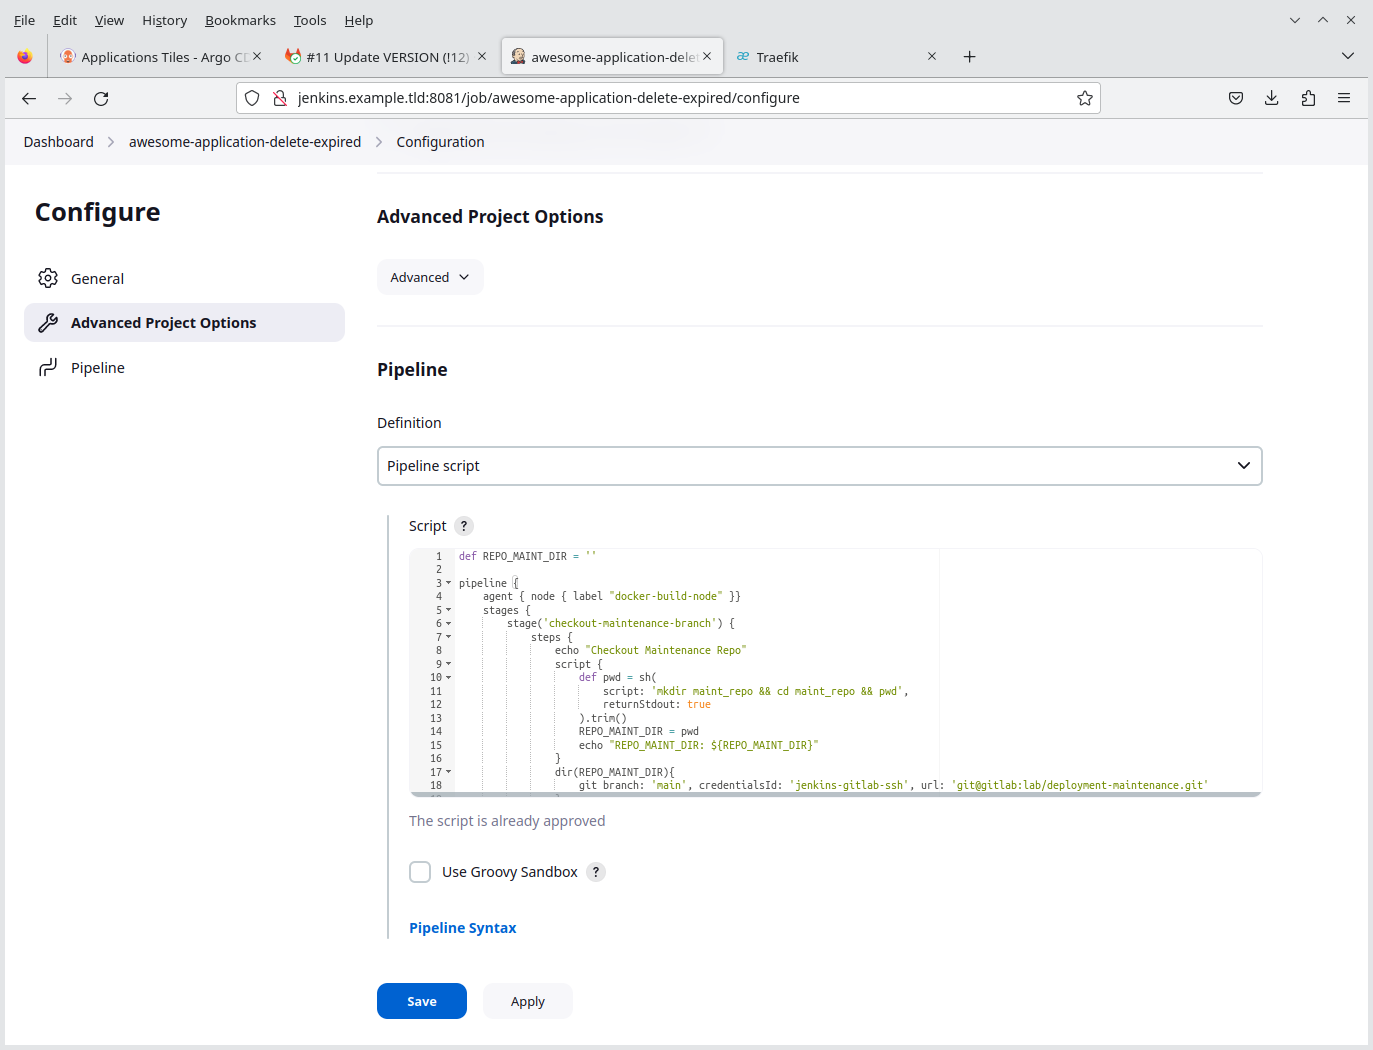 File Edit View History Bookmarks Tools Help
Applications Tiles - Argo CD
#11 Update VERSION (!12)
awesome-application-delet
Traefik
jenkins.example.tld:8081/job/awesome-application-delete-expired/configure
Dashboard > awesome-application-delete-expired > Configuration
Configure
General
Advanced Project Options
Pipeline
Advanced Project Options
Advanced
Pipeline
Definition
Pipeline script
Script ?
1 def REPO_MAINT_DIR = ''
2
3 pipeline {
4 agent { node { label "docker-build-node" }}
5 stages {
6 stage('checkout-maintenance-branch') {
7 steps {
8 echo "Checkout Maintenance Repo"
9 script {
10 def pwd = sh(
11 script: 'mkdir maint_repo && cd maint_repo && pwd',
12 returnStdout: true
13 ).trim()
14 REPO_MAINT_DIR = pwd
15 echo "REPO_MAINT_DIR: ${REPO_MAINT_DIR}"
16 }
17 dir(REPO_MAINT_DIR){
18 git branch: 'main', credentialsId: 'jenkins-gitlab-ssh', url: 'git@gitlab:lab/deployment-maintenance.git'
The script is already approved
Use Groovy Sandbox ?
Pipeline Syntax
Save
Apply